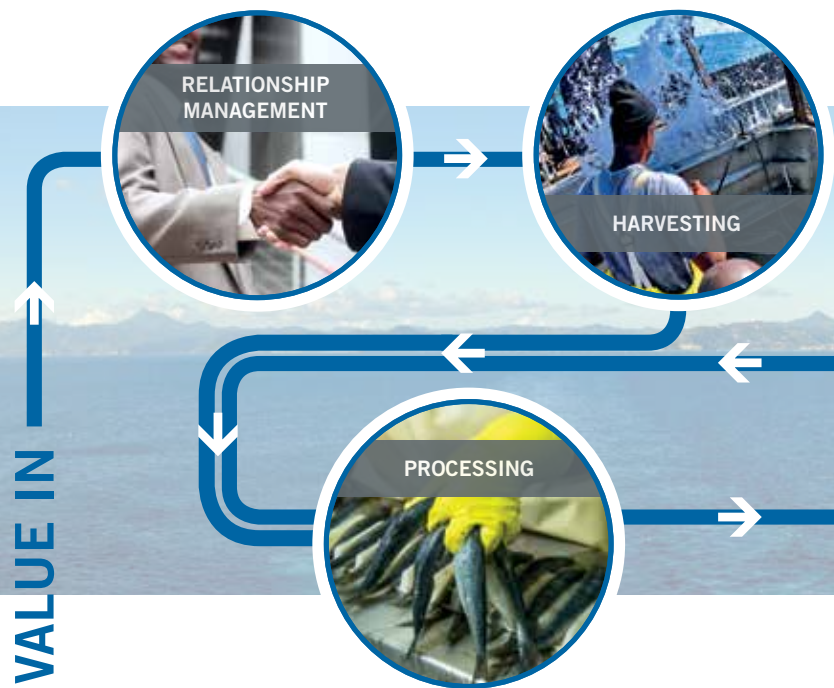 RELATIONSHIP
MANAGEMENT
HARVESTING
PROCESSING
VALUE IN